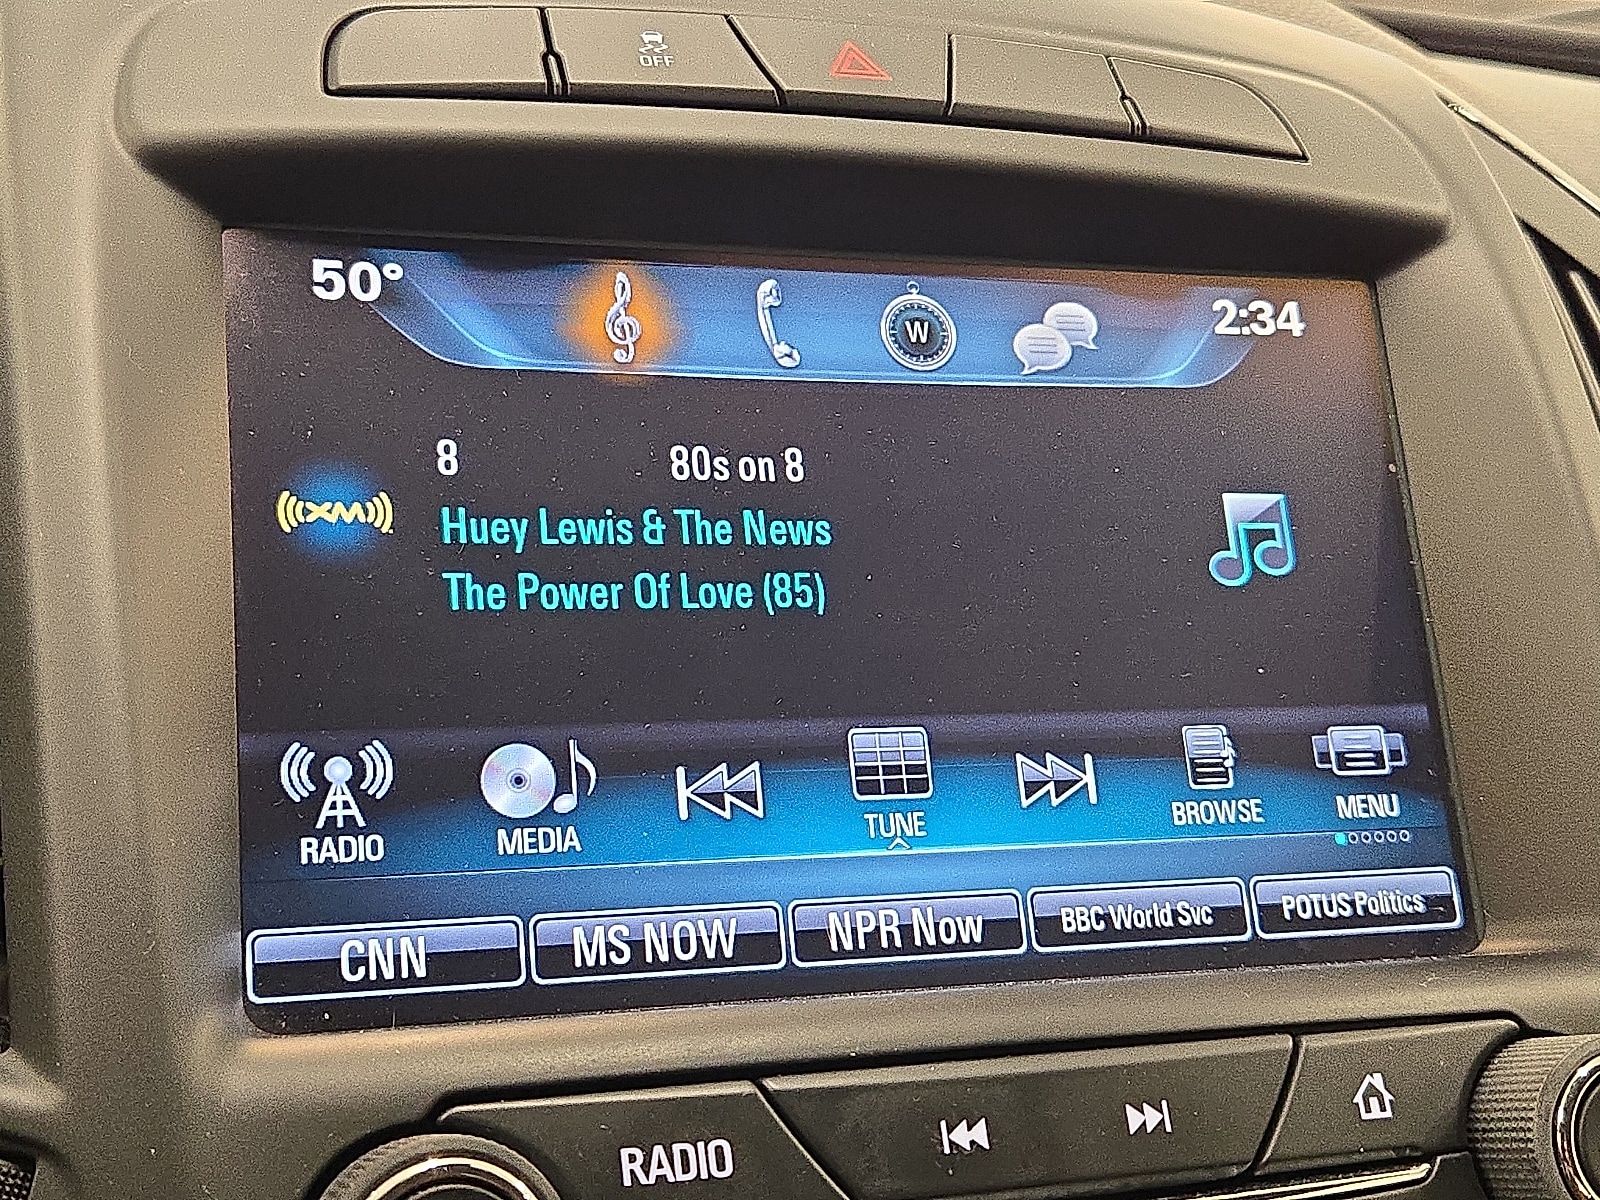 OFF
50°
W
2:34
8 80s on 8
XM
Huey Lewis & The News
The Power Of Love (85)
RADIO
MEDIA
TUNE
BROWSE
MENU
CNN
MS NOW
NPR Now
BBC World Svc
POTUS Politics
RADIO